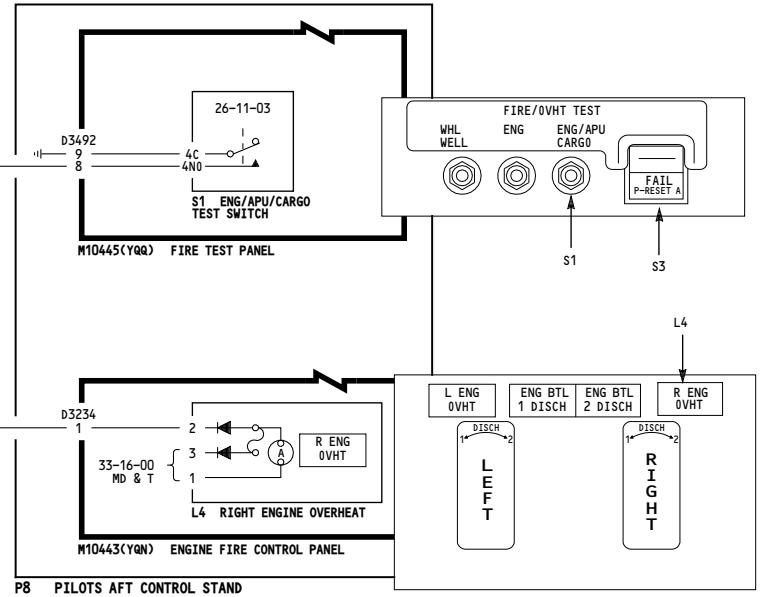 26-11-03
D3492
9
8
4C
4N0
S1 ENG/APU/CARGO
TEST SWITCH
M10445(YQQ) FIRE TEST PANEL
FIRE/OVHT TEST
WHL
WELL
ENG
ENG/APU
CARGO
FAIL
P-RESET A
S1
S3
L4
D3234
1
2
3
1
33-16-00
MD & T
A
R ENG
OVHT
L4 RIGHT ENGINE OVERHEAT
M10443(YQN) ENGINE FIRE CONTROL PANEL
L ENG
OVHT
ENG BTL
1 DISCH
ENG BTL
2 DISCH
R ENG
OVHT
DISCH
1 2
LEFT
DISCH
1 2
RIGHT
P8 PILOTS AFT CONTROL STAND